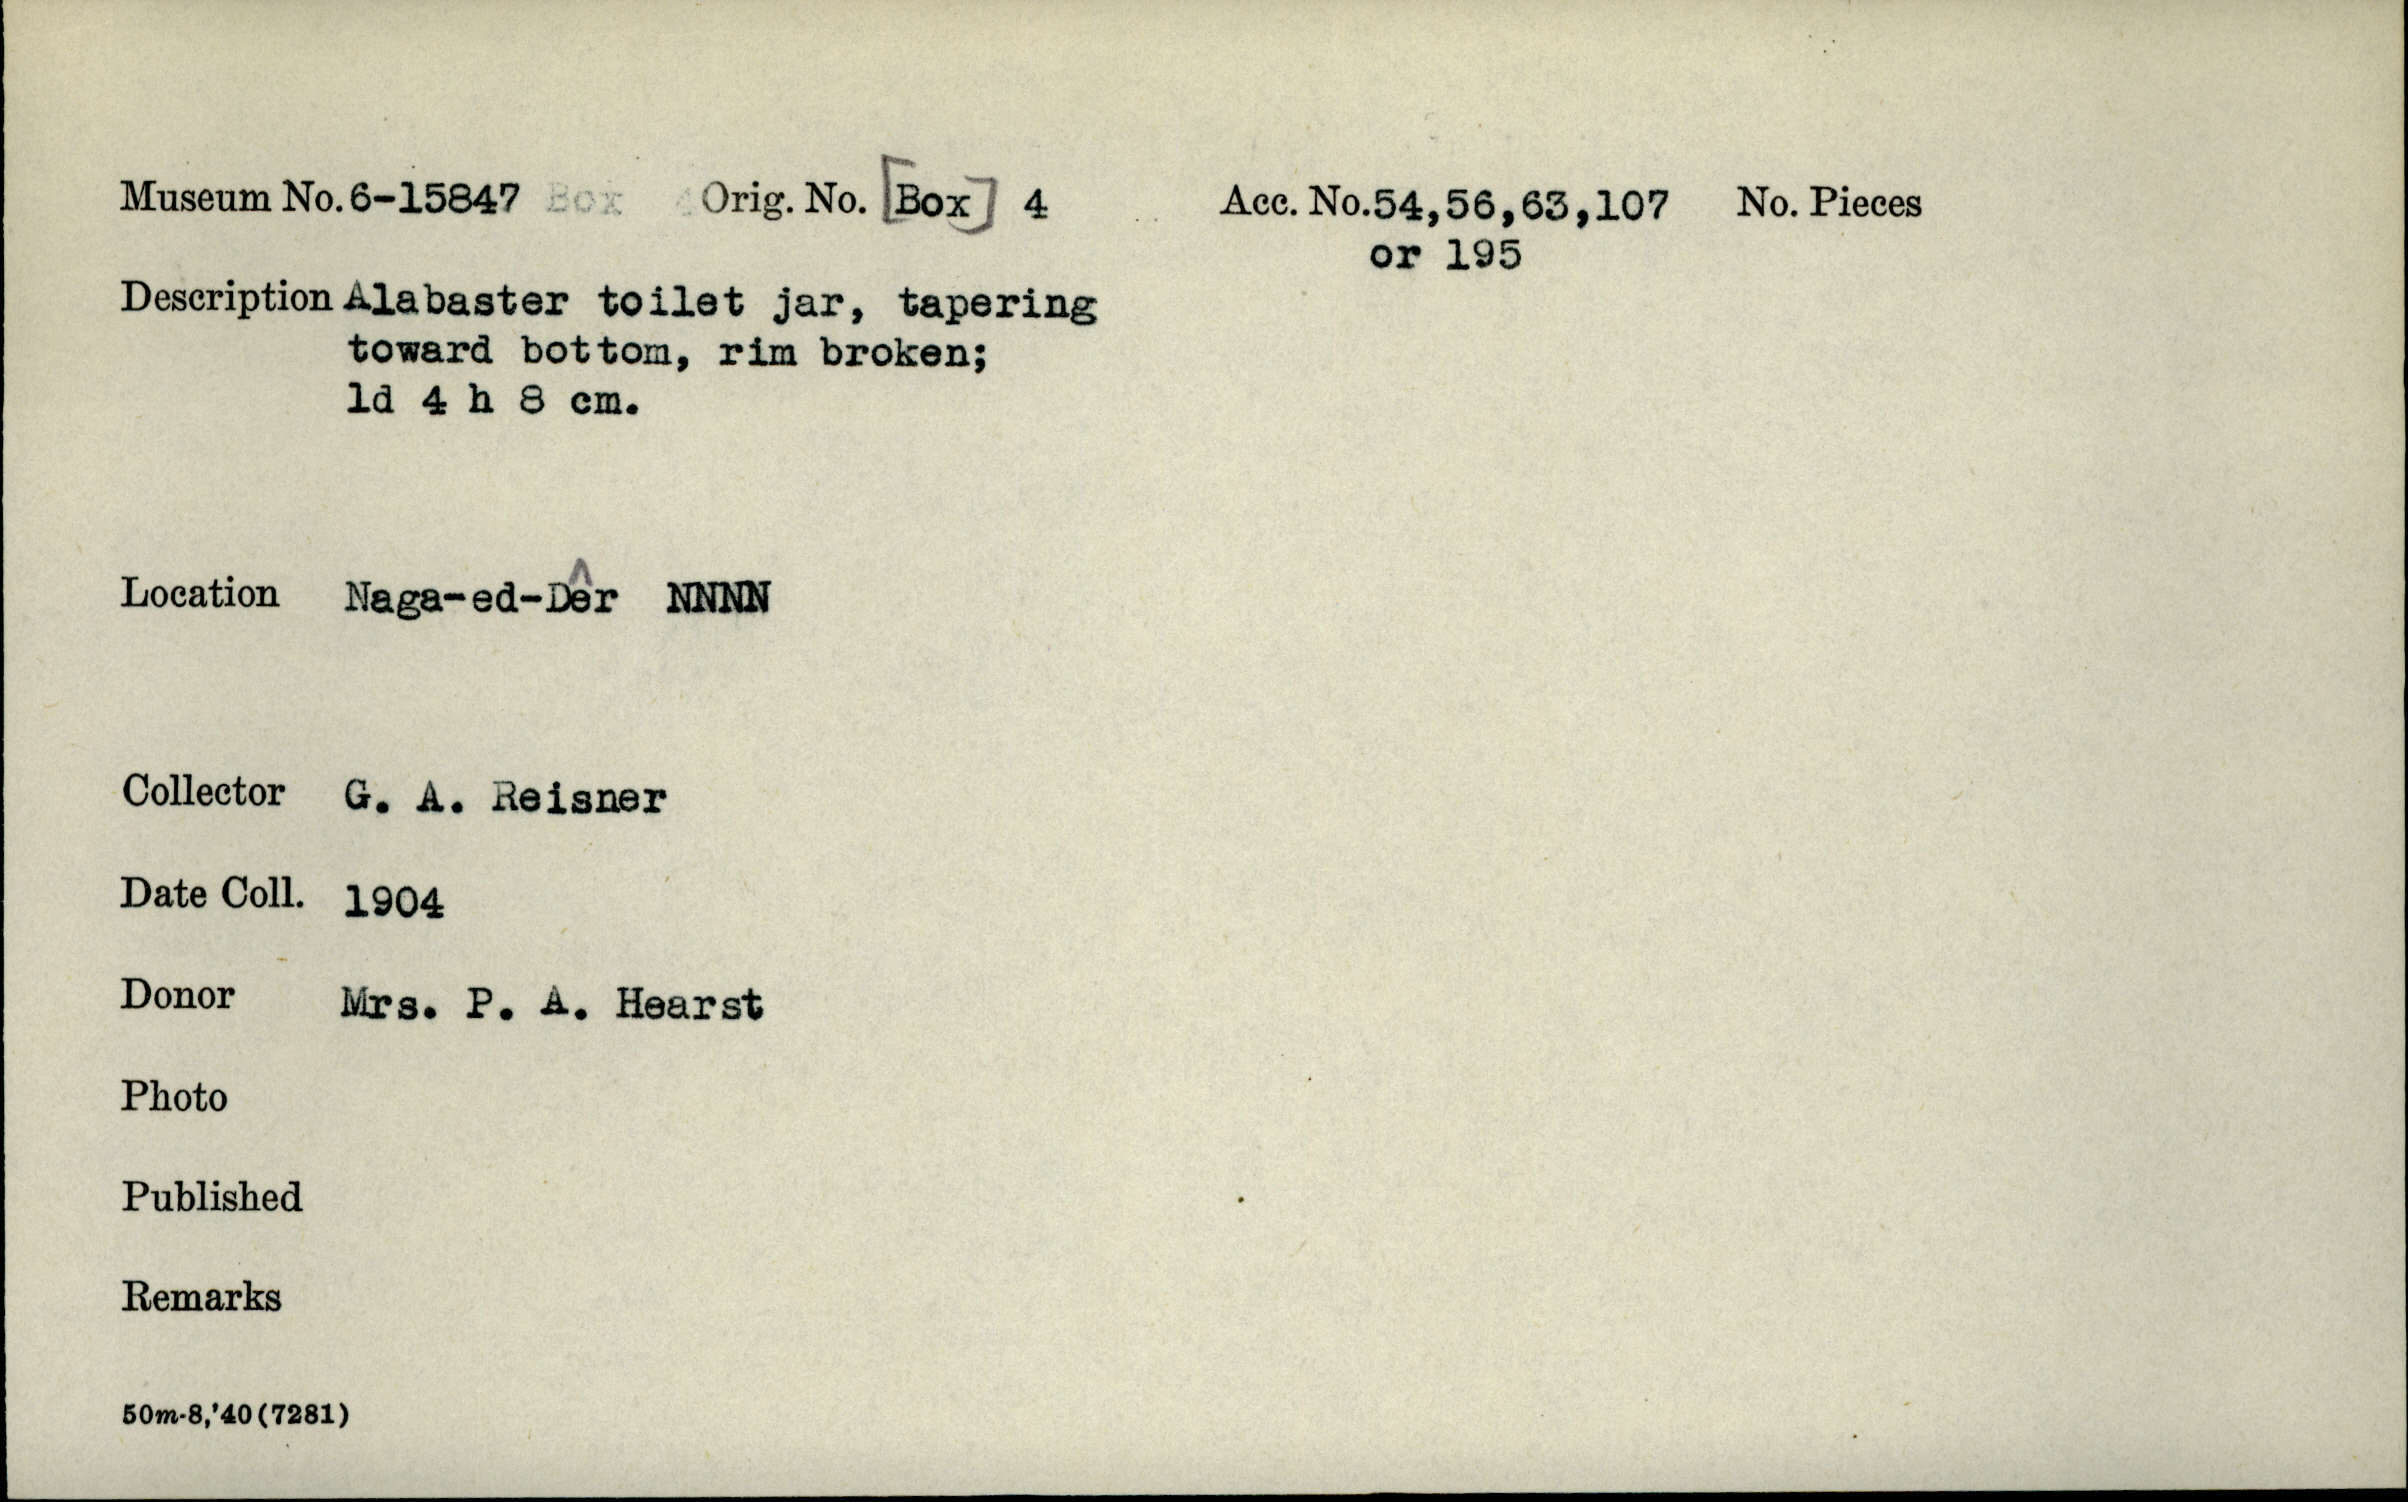 Museum No. 6-15847 Box Orig. No. [Box] 4 Acc. No. 54,56,63,107 No. Pieces
or 195
Description Alabaster toilet jar, tapering
toward bottom, rim broken;
ld 4 h 8 cm.
Location Naga-ed-Dêr NNNN
Collector G. A. Reisner
Date Coll. 1904
Donor Mrs. P. A. Hearst
Photo
Published
Remarks
50m-8,'40(7281)